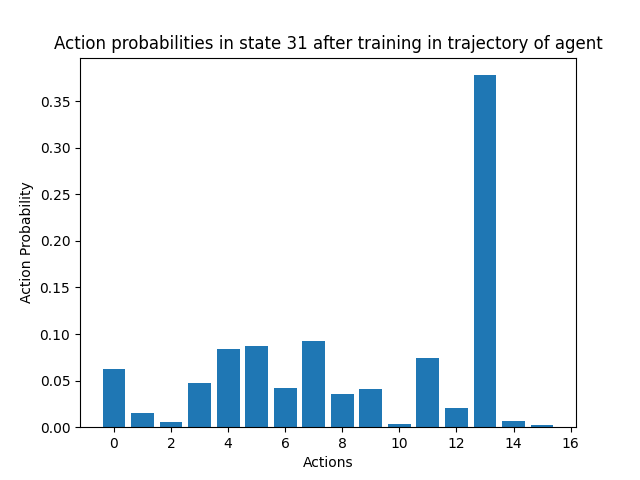 Action probabilities in state 31 after training in trajectory of agent
0.35
0.30
0.25
0.20
0.15
0.10
0.05
0.00
Action Probability
0 2 4 6 8 10 12 14 16
Actions